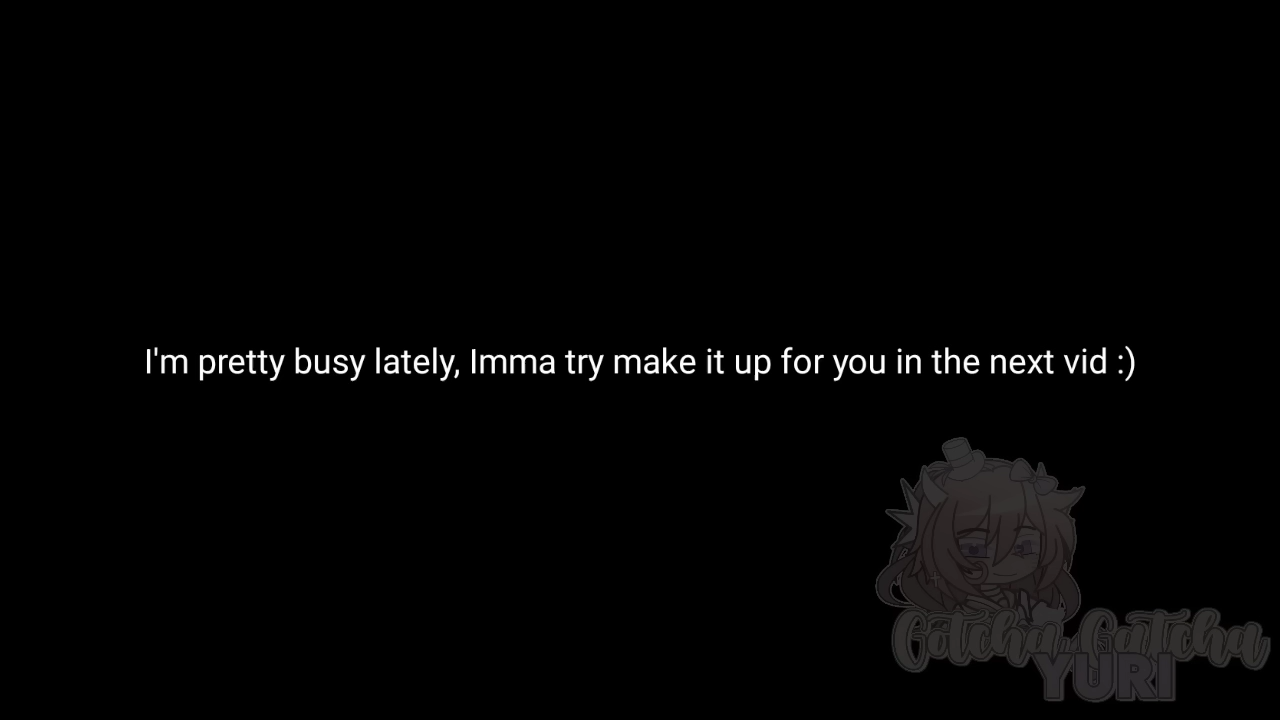 I'm pretty busy lately, Imma try make it up for you in the next vid :)
Gotcha Gatcha
YURI